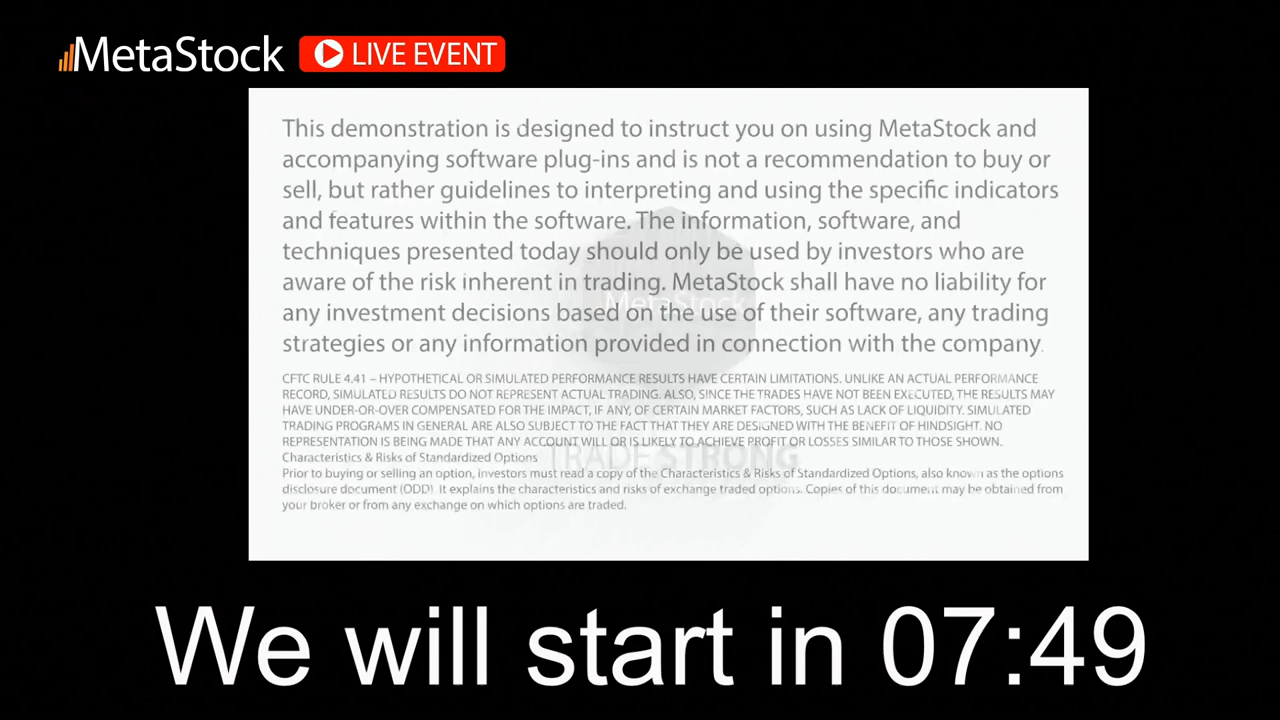 MetaStock LIVE EVENT
This demonstration is designed to instruct you on using MetaStock and
accompanying software plug-ins and is not a recommendation to buy or
sell, but rather guidelines to interpreting and using the specific indicators
and features within the software. The information, software, and
techniques presented today should only be used by investors who are
aware of the risk inherent in trading. MetaStock shall have no liability for
MetaStock
any investment decisions based on the use of their software, any trading
strategies or any information provided in connection with the company.
CFTC RULE 4.41 – HYPOTHETICAL OR SIMULATED PERFORMANCE RESULTS HAVE CERTAIN LIMITATIONS. UNLIKE AN ACTUAL PERFORMANCE
RECORD, SIMULATED RESULTS DO NOT REPRESENT ACTUAL TRADING. ALSO, SINCE THE TRADES HAVE NOT BEEN EXECUTED, THE RESULTS MAY
HAVE UNDER-OR-OVER COMPENSATED FOR THE IMPACT, IF ANY, OF CERTAIN MARKET FACTORS, SUCH AS LACK OF LIQUIDITY. SIMULATED
TRADING PROGRAMS IN GENERAL ARE ALSO SUBJECT TO THE FACT THAT THEY ARE DESIGNED WITH THE BENEFIT OF HINDSIGHT. NO
REPRESENTATION IS BEING MADE THAT ANY ACCOUNT WILL OR IS LIKELY TO ACHIEVE PROFIT OR LOSSES SIMILAR TO THOSE SHOWN.
Characteristics & Risks of Standardized Options
TRADE STRONG
Prior to buying or selling an option, investors must read a copy of the Characteristics & Risks of Standardized Options, also known as the options
disclosure document (ODD). It explains the characteristics and risks of exchange traded options. Copies of this document may be obtained from
your broker or from any exchange on which options are traded.
We will start in 07:49